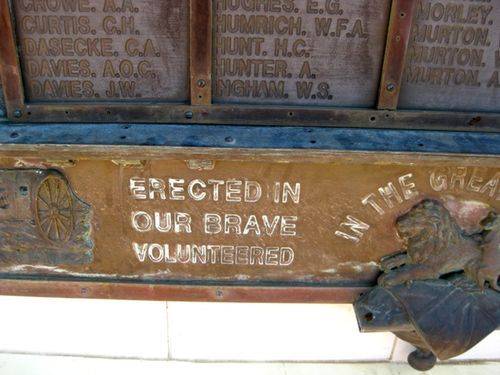 CROWE. A.A.
CURTIS. C.H.
DASECKE. C.A.
DAVIES. A.O.C.
DAVIES. J.W.
HUGHES. E.G.
HUMRICH. W.F.A.
HUNT. H.C.
HUNTER. A.
INGHAM. W.S.
MORLEY.
MURTON.
MURTON. W.
MURTON. A
ERECTED IN
OUR BRAVE
VOLUNTEERED
IN THE GREA